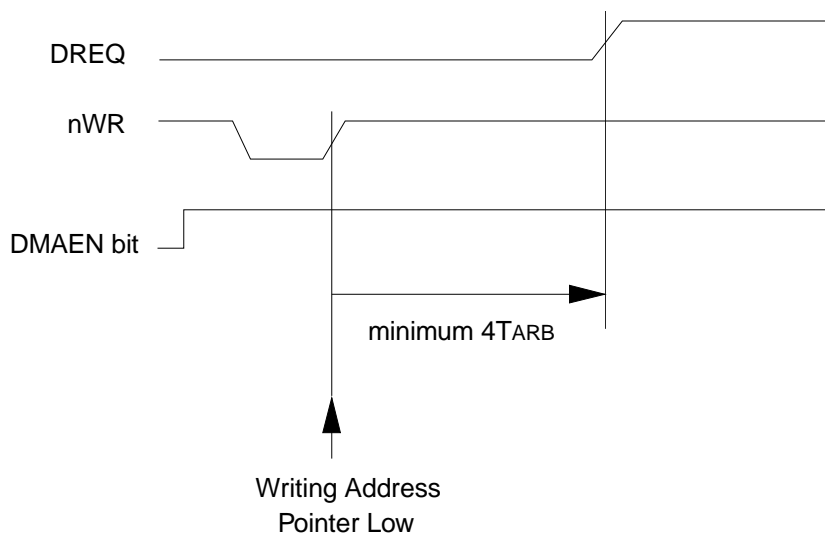 DREQ
nWR
DMAEN bit
minimum 4TARB
Writing Address
Pointer Low